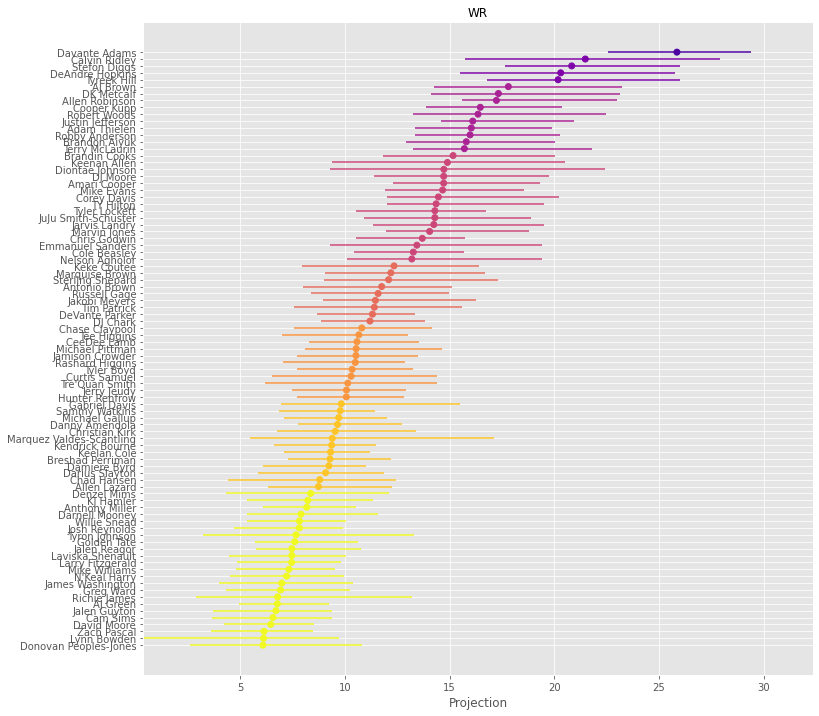 WR
Davante Adams
Calvin Ridley
Stefon Diggs
DeAndre Hopkins
Tyreek Hill
AJ Brown
DK Metcalf
Allen Robinson
Cooper Kupp
Robert Woods
Justin Jefferson
Adam Thielen
Robby Anderson
Brandon Aiyuk
Terry McLaurin
Brandin Cooks
Keenan Allen
Diontae Johnson
DJ Moore
Amari Cooper
Mike Evans
Corey Davis
TY Hilton
Tyler Lockett
JuJu Smith-Schuster
Jarvis Landry
Marvin Jones
Chris Godwin
Emmanuel Sanders
Cole Beasley
Nelson Agholor
Keke Coutee
Marquise Brown
Sterling Shepard
Antonio Brown
Russell Gage
Jakobi Meyers
Tim Patrick
DeVante Parker
DJ Chark
Chase Claypool
Tee Higgins
CeeDee Lamb
Michael Pittman
Jamison Crowder
Rashard Higgins
Tyler Boyd
Curtis Samuel
Tre'Quan Smith
Jerry Jeudy
Hunter Renfrow
Gabriel Davis
Sammy Watkins
Michael Gallup
Danny Amendola
Christian Kirk
Marquez Valdes-Scantling
Kendrick Bourne
Keelan Cole
Breshad Perriman
Damiere Byrd
Darius Slayton
Chad Hansen
Allen Lazard
Denzel Mims
KJ Hamler
Anthony Miller
Darnell Mooney
Willie Snead
Josh Reynolds
Tyron Johnson
Golden Tate
Jalen Reagor
Laviska Shenault
Larry Fitzgerald
Mike Williams
N'Keal Harry
James Washington
Greg Ward
Richie James
AJ Green
Jalen Guyton
Cam Sims
David Moore
Zach Pascal
Lynn Bowden
Donovan Peoples-Jones
5 10 15 20 25 30
Projection